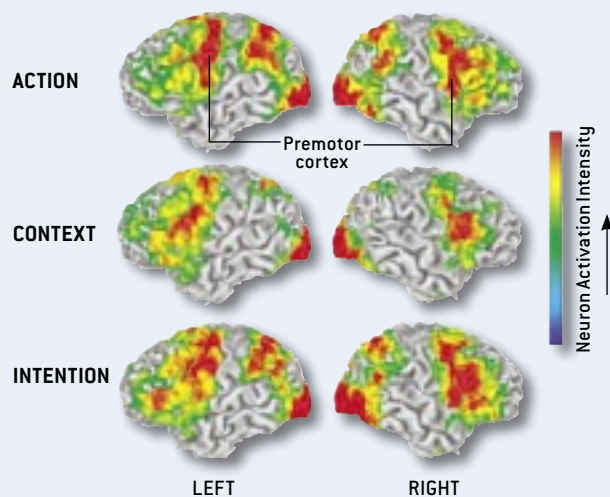 ACTION
Premotor
cortex
CONTEXT
INTENTION
LEFT
RIGHT
Neuron Activation Intensity